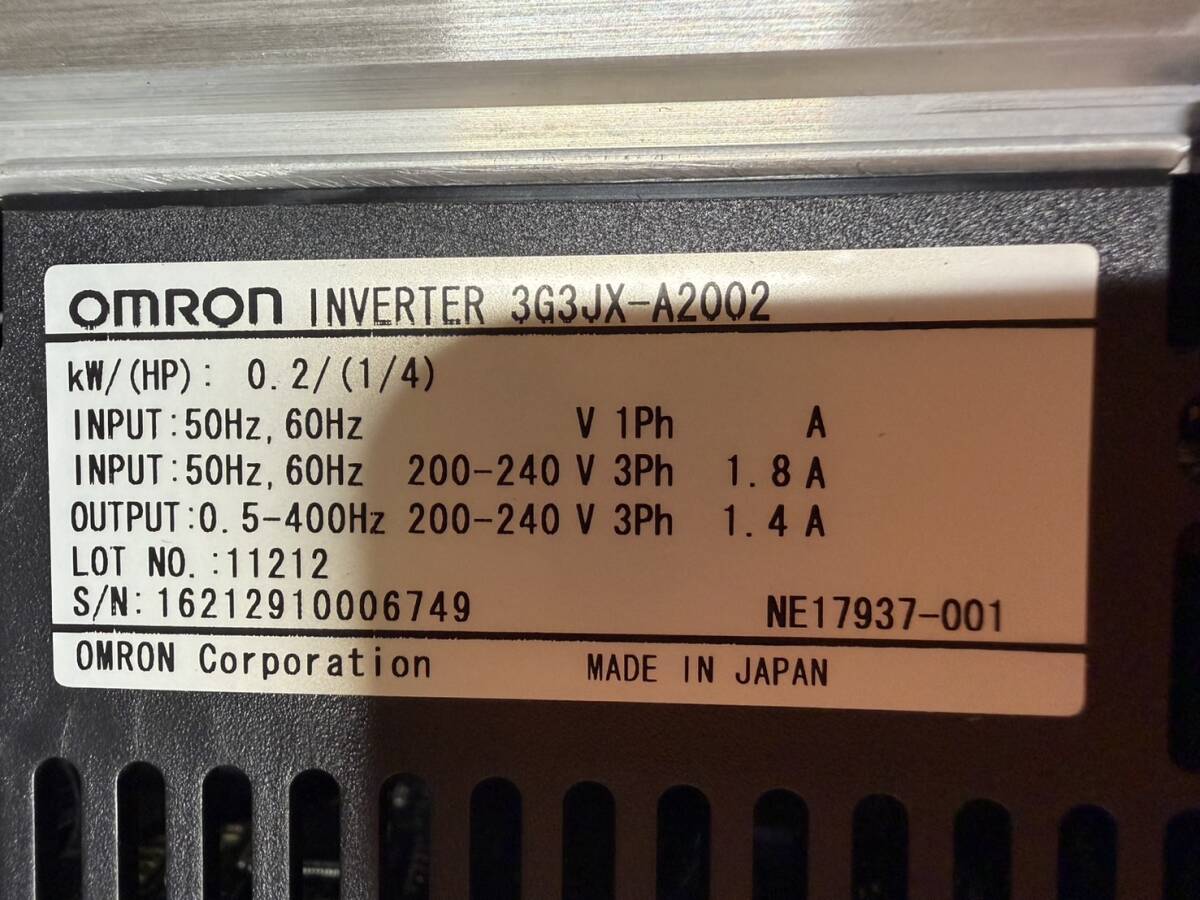 OMRON INVERTER 3G3JX-A2002
kW/(HP): 0.2/(1/4)
INPUT:50Hz,60Hz V 1Ph A
INPUT:50Hz,60Hz 200-240 V 3Ph 1.8 A
OUTPUT:0.5-400Hz 200-240 V 3Ph 1.4 A
LOT NO.:11212
S/N:16212910006749 NE17937-001
OMRON Corporation MADE IN JAPAN